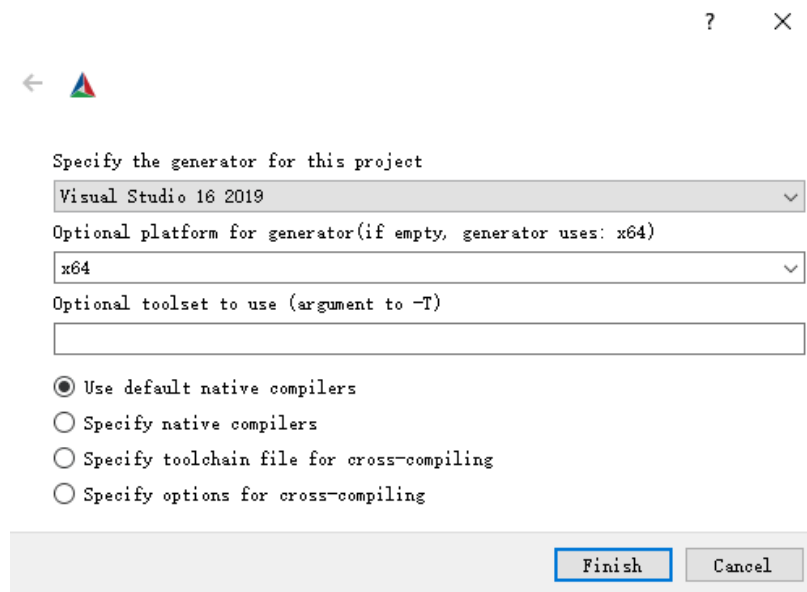 Specify the generator for this project
Visual Studio 16 2019
Optional platform for generator(if empty, generator uses: x64)
x64
Optional toolset to use (argument to -T)
Use default native compilers
Specify native compilers
Specify toolchain file for cross-compiling
Specify options for cross-compiling
Finish Cancel